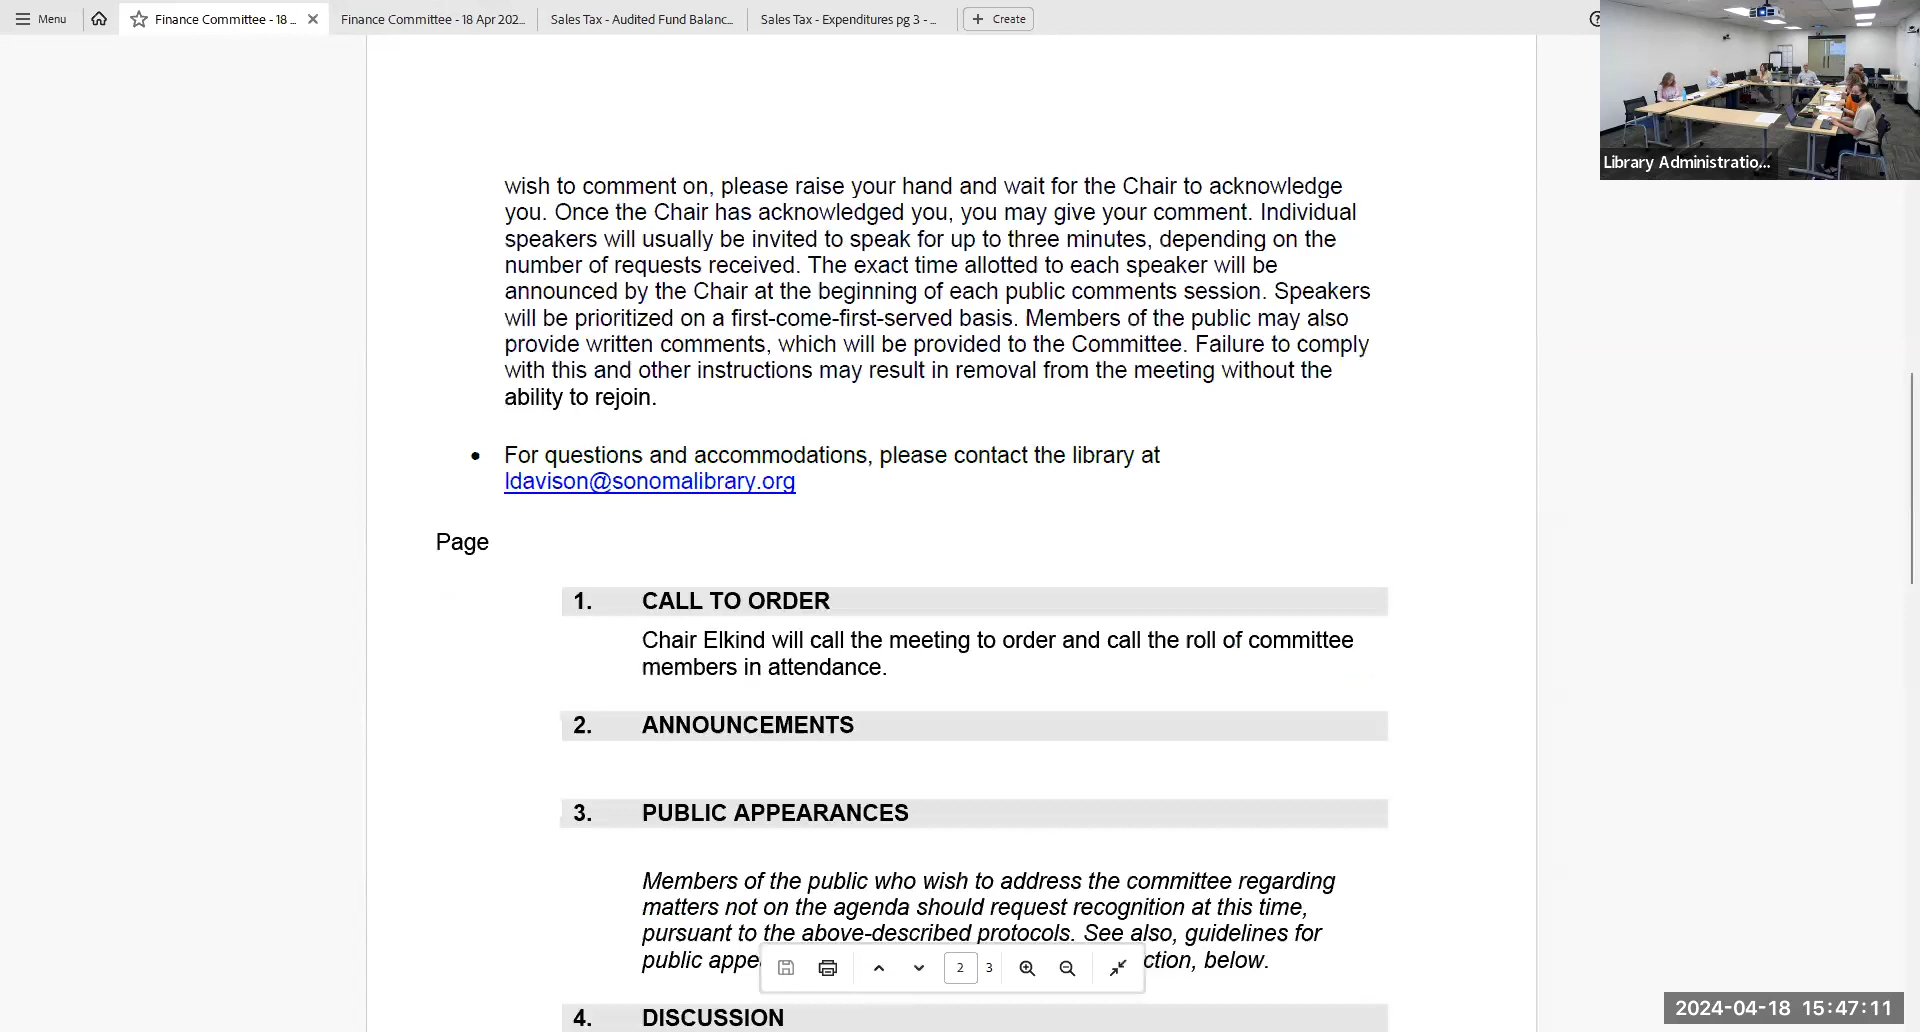 Menu
Finance Committee - 18 ...
Finance Committee - 18 Apr 202...
Sales Tax - Audited Fund Balanc...
Sales Tax - Expenditures pg 3 - ...
+ Create
Library Administratio...
wish to comment on, please raise your hand and wait for the Chair to acknowledge
you. Once the Chair has acknowledged you, you may give your comment. Individual
speakers will usually be invited to speak for up to three minutes, depending on the
number of requests received. The exact time allotted to each speaker will be
announced by the Chair at the beginning of each public comments session. Speakers
will be prioritized on a first-come-first-served basis. Members of the public may also
provide written comments, which will be provided to the Committee. Failure to comply
with this and other instructions may result in removal from the meeting without the
ability to rejoin.
• For questions and accommodations, please contact the library at
ldavison@sonomalibrary.org
Page
1. CALL TO ORDER
Chair Elkind will call the meeting to order and call the roll of committee
members in attendance.
2. ANNOUNCEMENTS
3. PUBLIC APPEARANCES
Members of the public who wish to address the committee regarding
matters not on the agenda should request recognition at this time,
pursuant to the above-described protocols. See also, guidelines for
public appe
ction, below.
2 3
4. DISCUSSION
2024-04-18 15:47:11